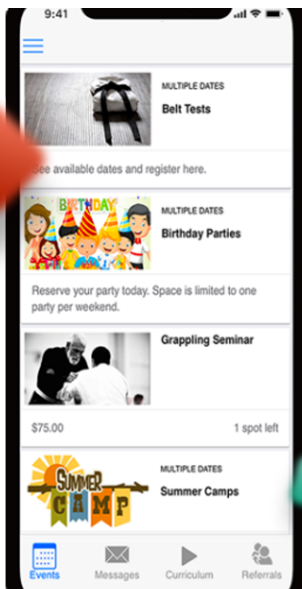 9:41
MULTIPLE DATES
Belt Tests
See available dates and register here.
BIRTHDAY
MULTIPLE DATES
Birthday Parties
Reserve your party today. Space is limited to one
party per weekend.
Grappling Seminar
$75.00
1 spot left
SUMMER
CAMP
MULTIPLE DATES
Summer Camps
Events
Messages
Curriculum
Referrals